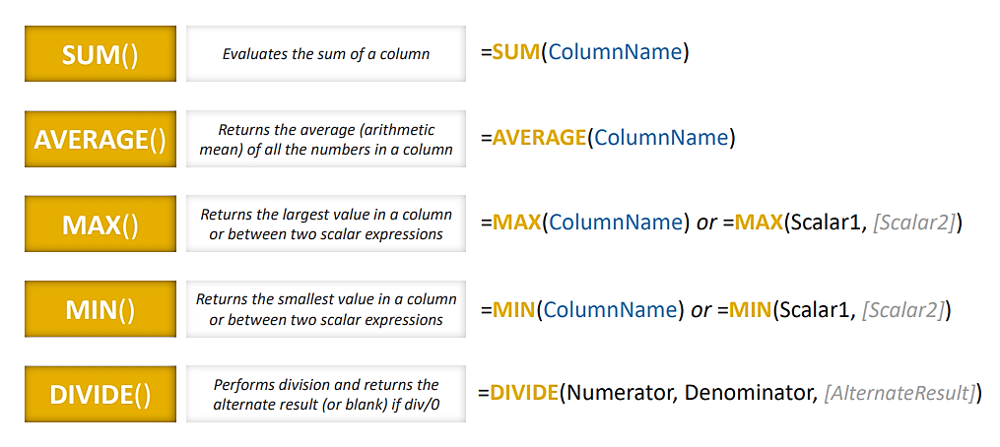 SUM()
Evaluates the sum of a column
=SUM(ColumnName)
AVERAGE()
Returns the average (arithmetic
mean) of all the numbers in a column
=AVERAGE(ColumnName)
MAX()
Returns the largest value in a column
or between two scalar expressions
=MAX(ColumnName) or =MAX(Scalar1, [Scalar2])
MIN()
Returns the smallest value in a column
or between two scalar expressions
=MIN(ColumnName) or =MIN(Scalar1, [Scalar2])
DIVIDE()
Performs division and returns the
alternate result (or blank) if div/0
=DIVIDE(Numerator, Denominator, [AlternateResult])